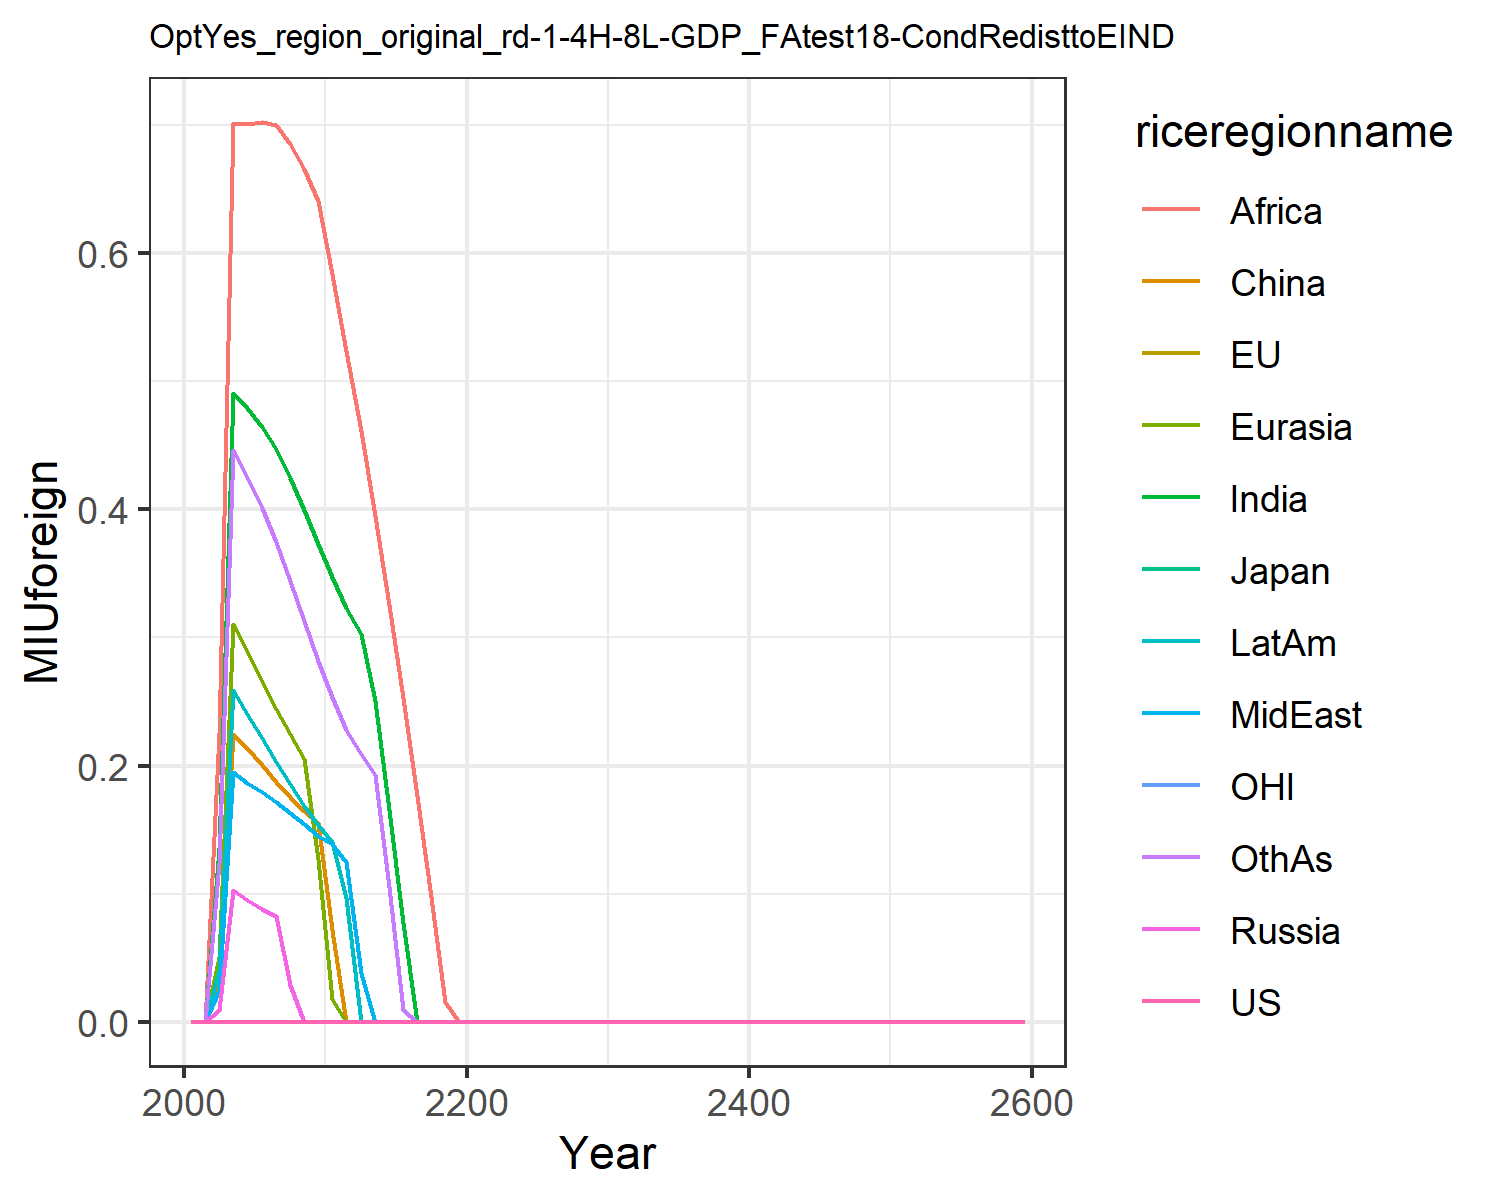 OptYes_region_original_rd-1-4H-8L-GDP_FAtest18-CondRedisttoEIND
riceregionname
Africa
China
EU
Eurasia
India
Japan
LatAm
MidEast
OHI
OthAs
Russia
US
MIUforeign
0.6
0.4
0.2
0.0
2000
2200
2400
2600
Year